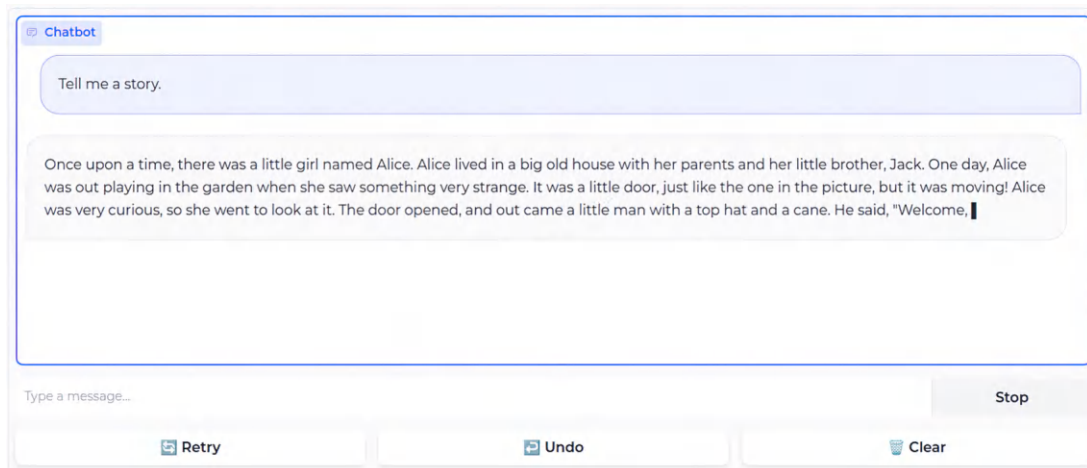 Chatbot
Tell me a story.
Once upon a time, there was a little girl named Alice. Alice lived in a big old house with her parents and her little brother, Jack. One day, Alice
was out playing in the garden when she saw something very strange. It was a little door, just like the one in the picture, but it was moving! Alice
was very curious, so she went to look at it. The door opened, and out came a little man with a top hat and a cane. He said, "Welcome,
Type a message...
Stop
Retry
Undo
Clear